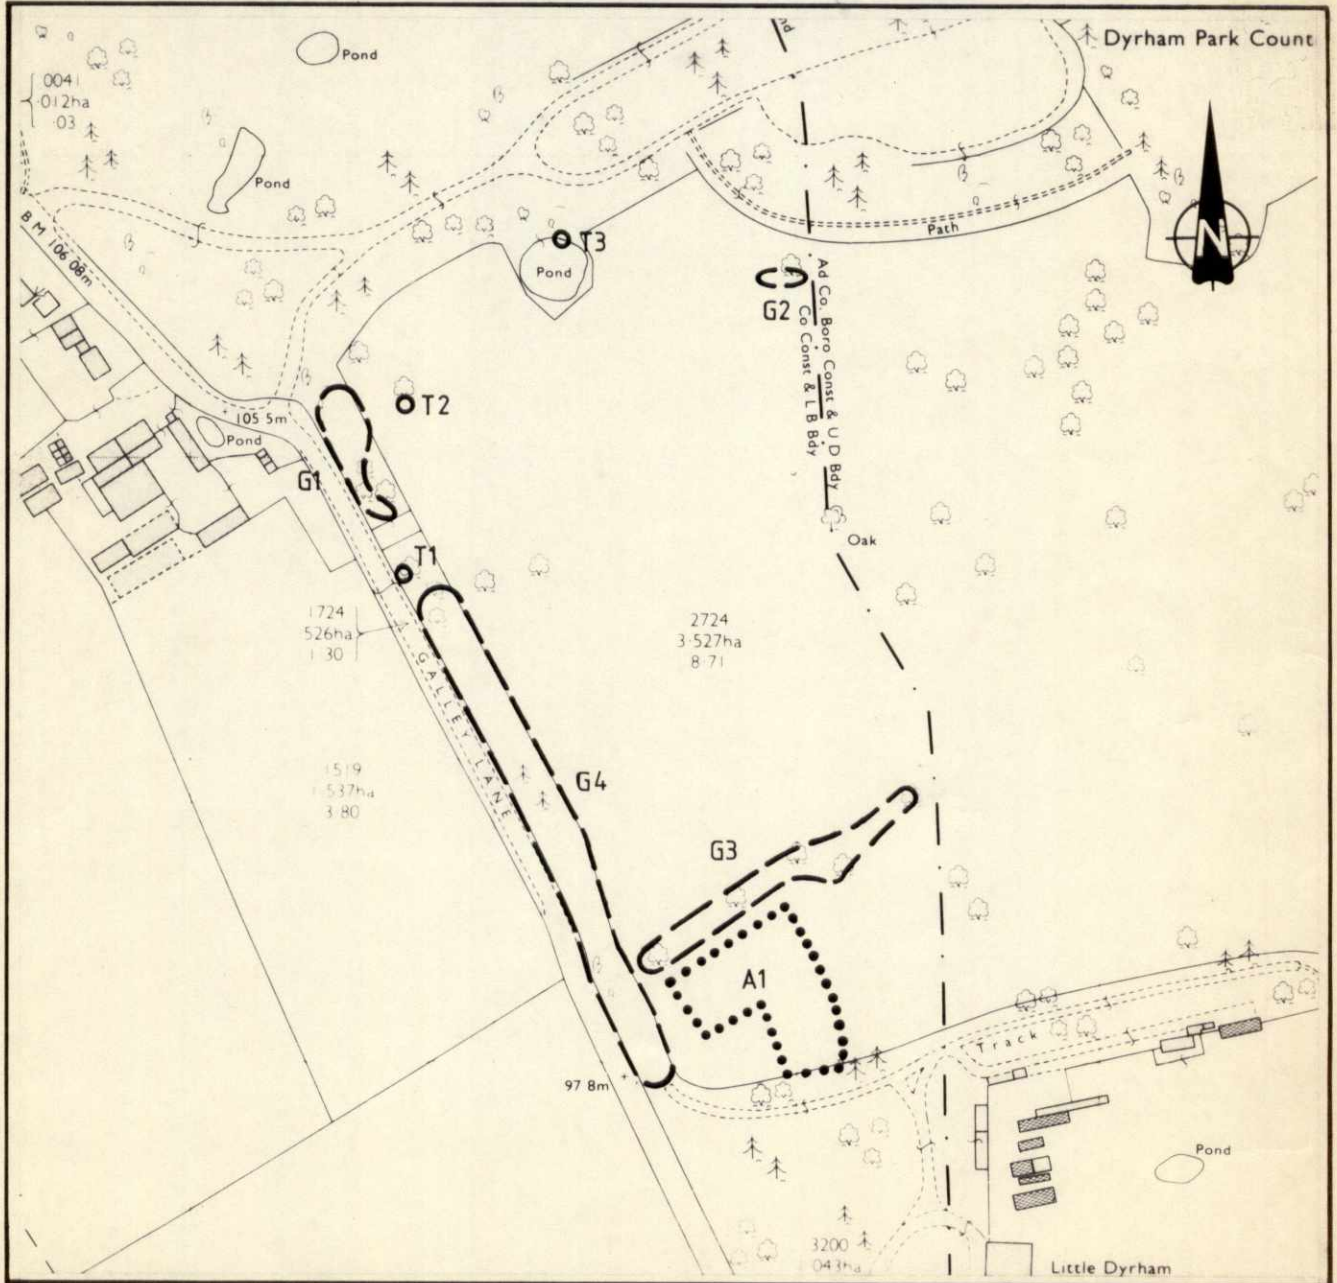 Dyrham Park Count
Pond
0041
·012ha
·03
Pond
N
B M 106·08m
Path
T3
Pond
G2
Ad Co, Boro Const & U D Bdy
Co Const & L B Bdy
T2
105·5m
Pond
G1
Oak
T1
1724
·526ha
1·30
2724
3·527ha
8·71
GALLEY LANE
1519
1·537ha
3·80
G4
G3
A1
Track
97·8m
Pond
3200
·043ha
Little Dyrham